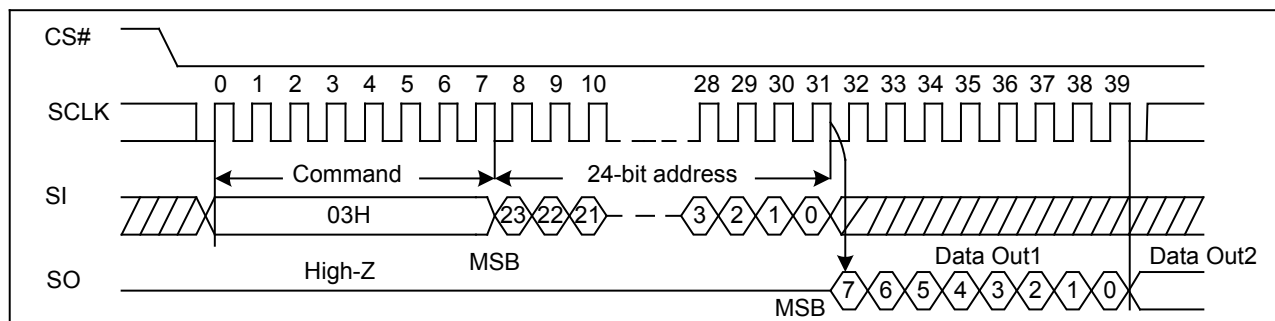 CS#
0 1 2 3 4 5 6 7 8 9 10 28 29 30 31 32 33 34 35 36 37 38 39
SCLK
Command 24-bit address
SI 03H 23 22 21 3 2 1 0
High-Z MSB Data Out1 Data Out2
SO MSB 7 6 5 4 3 2 1 0